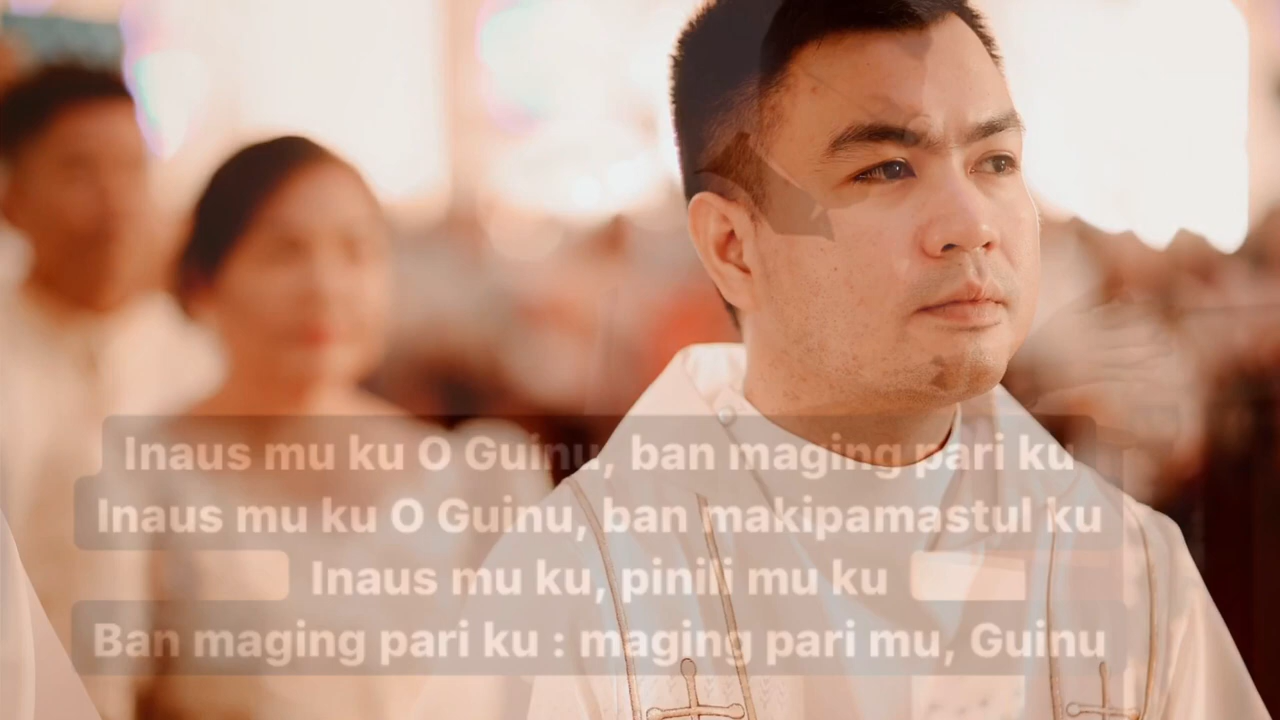 Inaus mu ku O Guinu, ban maging pari ku
Inaus mu ku O Guinu, ban makipamastul ku
Inaus mu ku, pinili mu ku
Ban maging pari ku : maging pari mu, Guinu